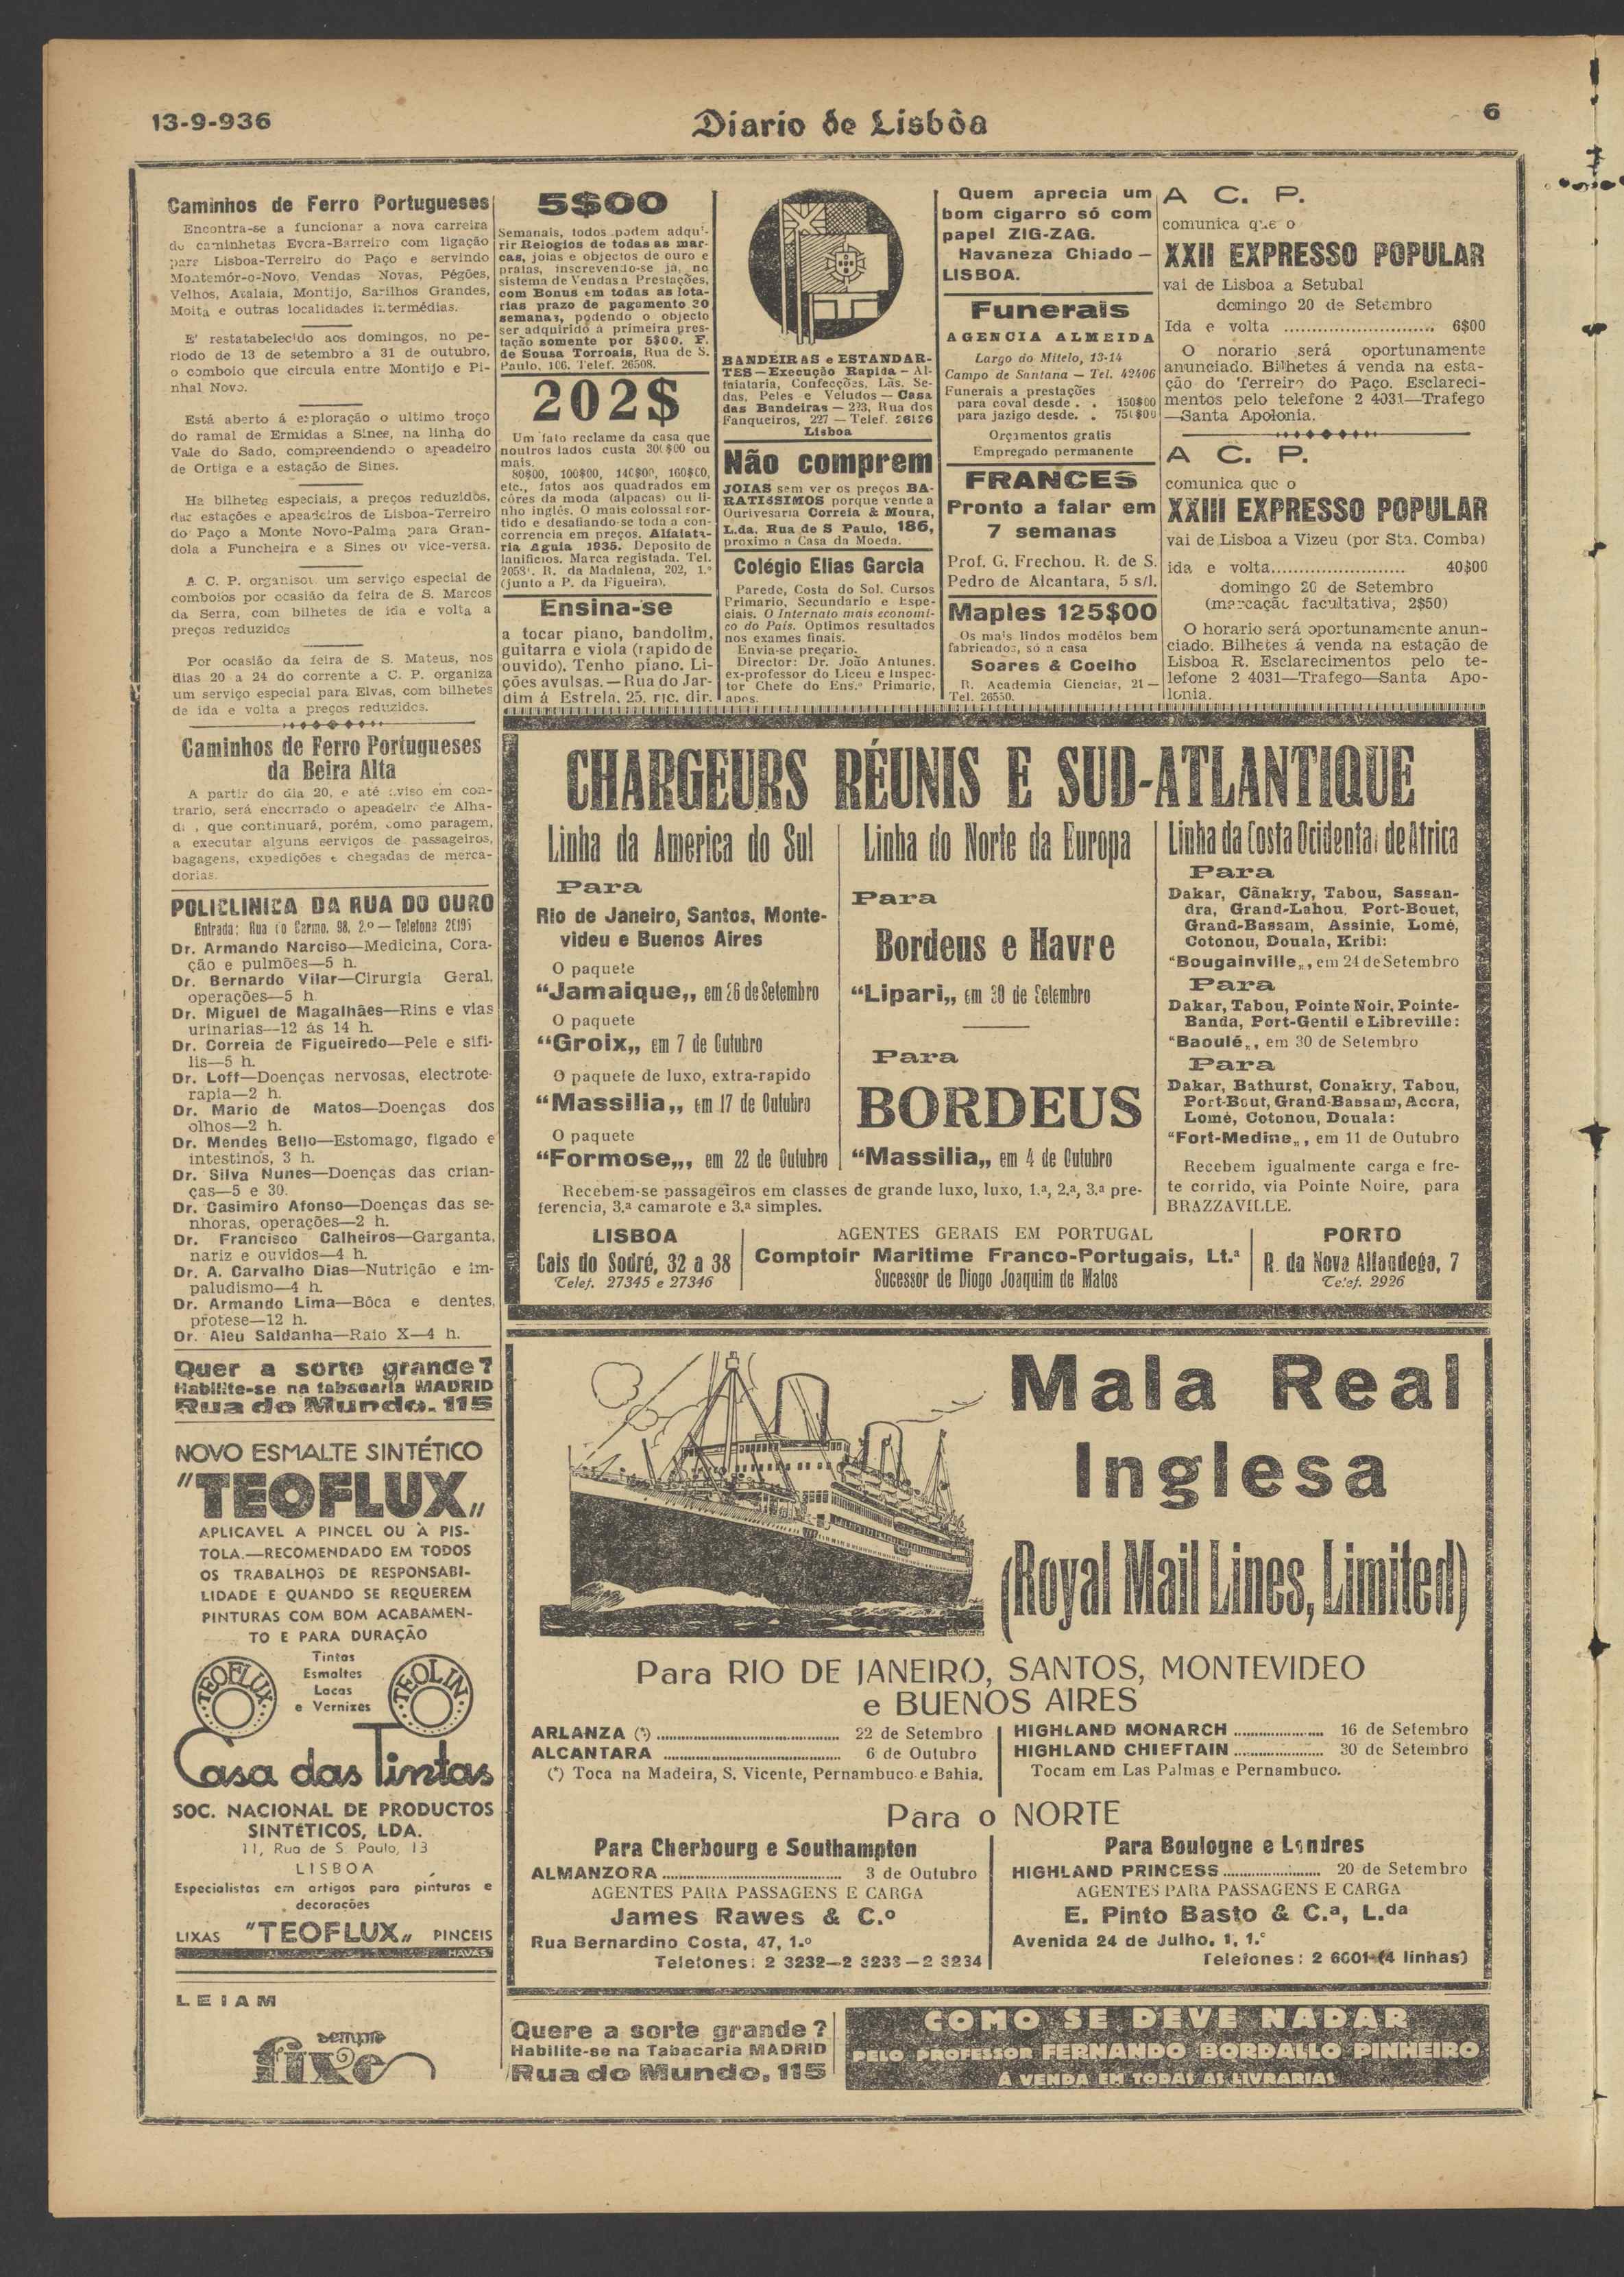 13-9-936
Diario de Lisbôa
6
Caminhos de Ferro Portugueses
Encontra-se a funcionar a nova carreira
de caminhetas Evora-Barreiro com ligação
para Lisboa-Terreiro do Paço e servindo
Montemór-o-Novo, Vendas Novas, Pégões,
Velhos, Atalaia, Montijo, Sarilhos Grandes,
Moita e outras localidades intermédias.
E' restatabelecido aos domingos, no pe-
riodo de 13 de setembro a 31 de outubro,
o comboio que circula entre Montijo e Pi-
nhal Novo.
Está aberto á exploração o ultimo troço
do ramal de Ermidas a Sines, na linha do
Vale do Sado, compreendendo o apeadeiro
de Ortiga e a estação de Sines.
Ha bilhetes especiais, a preços reduzidos,
das estações e apeadeiros de Lisboa-Terreiro
do Paço a Monte Novo-Palma para Gran-
dola a Funcheira e a Sines ou vice-versa.
A C. P. organisou um serviço especial de
comboios por ocasião da feira de S. Marcos
da Serra, com bilhetes de ida e volta a
preços reduzidos
Por ocasião da feira de S. Mateus, nos
dias 20 a 24 do corrente a C. P. organiza
um serviço especial para Elvas, com bilhetes
de ida e volta a preços reduzidos.
Caminhos de Ferro Portugueses
da Beira Alta
A partir do dia 20, e até aviso em con-
trario, será encerrado o apeadeiro de Alha-
di , que continuará, porém, como paragem,
a executar alguns serviços de passageiros,
bagagens, expedições e chegadas de merca-
dorias.
POLICLINICA DA RUA DO OURO
Entrada: Rua do Carmo, 98, 2.º — Telefone 26195
Dr. Armando Narciso—Medicina, Cora-
ção e pulmões—5 h.
Dr. Bernardo Vilar—Cirurgia Geral,
operações—5 h.
Dr. Miguel de Magalhães—Rins e vias
urinarias—12 ás 14 h.
Dr. Correia de Figueiredo—Pele e sifi-
lis—5 h.
Dr. Loff—Doenças nervosas, electrote-
rapia—2 h.
Dr. Mario de Matos—Doenças dos
olhos—2 h.
Dr. Mendes Bello—Estomago, figado e
intestinos, 3 h.
Dr. Silva Nunes—Doenças das crian-
ças—5 e 30.
Dr. Casimiro Afonso—Doenças das se-
nhoras, operações—2 h.
Dr. Francisco Calheiros—Garganta,
nariz e ouvidos—4 h.
Dr. A. Carvalho Dias—Nutrição e im-
paludismo—4 h.
Dr. Armando Lima—Bôca e dentes,
protese—12 h.
Dr. Aleu Saldanha—Raio X—4 h.
Quer a sorte grande?
Habilite-se na tabacaria MADRID
Rua do Mundo, 115
NOVO ESMALTE SINTÉTICO
"TEOFLUX"
APLICAVEL A PINCEL OU À PIS-
TOLA.—RECOMENDADO EM TODOS
OS TRABALHOS DE RESPONSABI-
LIDADE E QUANDO SE REQUEREM
PINTURAS COM BOM ACABAMEN-
TO E PARA DURAÇÃO
TEOFLUX
Tintas
Esmaltes
Lacas
e Vernizes
TEOLIN
Casa das Tintas
SOC. NACIONAL DE PRODUCTOS
SINTÉTICOS, LDA.
11, Rua de S. Paulo, 13
LISBOA
Especialistas em artigos para pinturas e
decorações
LIXAS "TEOFLUX" PINCEIS
HAVAS
LEIAM
sempre
fixe
5$00
Semanais, todos podem adqui-
rir Relogios de todas as mar-
cas, joias e objectos de ouro e
pratas, inscrevendo-se já, no
sistema de Vendas a Prestações,
com Bonus em todas as lota-
rias prazo de pagamento 20
semanas, podendo o objecto
ser adquirido á primeira pres-
tação somente por 5$00. F.
de Sousa Torroais, Rua de S.
Paulo, 106. Telef. 26508.
202$
Um fato reclame da casa que
noutros lados custa 300$00 ou
mais.
80$00, 100$00, 140$00, 160$00,
etc., fatos aos quadrados em
côres da moda (alpacas) ou li-
nho inglês. O mais colossal sor-
tido e desafiando-se toda a con-
correncia em preços. Alfaiata-
ria Aguia 1935. Deposito de
lanificios. Marca registada. Tel.
R. da Madalena, 202, 1.º
(junto a P. da Figueira).
Ensina-se
a tocar piano, bandolim,
guitarra e viola (rapido de
ouvido). Tenho piano. Li-
ções avulsas. — Rua do Jar-
dim á Estrela, 25, r|c. dir.
BANDEIRAS e ESTANDAR-
TES — Execução Rapida — Al-
faiataria, Confecções, Lãs, Se-
das, Peles e Veludos — Casa
das Bandeiras — 223, Rua dos
Fanqueiros, 227 — Telef. 26126
Lisboa
Não comprem
JOIAS sem ver os preços BA-
RATISSIMOS porque vende a
Ourivesaria Correia & Moura,
L.da. Rua de S Paulo, 186,
proximo a Casa da Moeda.
Colégio Elias Garcia
Parede, Costa do Sol. Cursos
Primario, Secundario e Espe-
ciais. O Internato mais economi-
co do País. Optimos resultados
nos exames finais.
Envia-se preçario.
Director: Dr. João Antunes,
ex-professor do Liceu e Inspec-
tor Chefe do Ens.º Primario,
apos.
Quem aprecia um
bom cigarro só com
papel ZIG-ZAG.
Havaneza Chiado —
LISBOA.
Funerais
AGENCIA ALMEIDA
Largo do Mitelo, 13-14
Campo de Santana — Tel. 42406
Funerais a prestações
para coval desde . . 150$00
para jazigo desde. . 750$00
Orçamentos gratis
Empregado permanente
FRANCES
Pronto a falar em
7 semanas
Prof. G. Frechou. R. de S.
Pedro de Alcantara, 5 s/l.
Maples 125$00
Os mais lindos modêlos bem
fabricados, só a casa
Soares & Coelho
R. Academia Ciencias, 21 —
Tel. 26550.
A C. P.
comunica que o
XXII EXPRESSO POPULAR
vai de Lisboa a Setubal
domingo 20 de Setembro
Ida e volta ........................... 6$00
O norario será oportunamente
anunciado. Bilhetes á venda na esta-
ção do Terreiro do Paço. Esclareci-
mentos pelo telefone 2 4031—Trafego
—Santa Apolonia.
A C. P.
comunica que o
XXIII EXPRESSO POPULAR
vai de Lisboa a Vizeu (por Sta. Comba)
ida e volta........................ 40$00
domingo 20 de Setembro
(marcação facultativa, 2$50)
O horario será oportunamente anun-
ciado. Bilhetes á venda na estação de
Lisboa R. Esclarecimentos pelo te-
lefone 2 4031—Trafego—Santa Apo-
lonia.
CHARGEURS RÉUNIS E SUD-ATLANTIQUE
Linha da America do Sul
Para
Rio de Janeiro, Santos, Monte-
videu e Buenos Aires
O paquete
"Jamaique,, em 26 de Setembro
O paquete
"Groix,, em 7 de Outubro
O paquete de luxo, extra-rapido
"Massilia,, em 17 de Outubro
O paquete
"Formose,,, em 22 de Outubro
Linha do Norte da Europa
Para
Bordeus e Havre
"Lipari,, em 30 de Setembro
Para
BORDEUS
"Massilia,, em 4 de Outubro
Recebem-se passageiros em classes de grande luxo, luxo, 1.ª, 2.ª, 3.ª pre-
ferencia, 3.ª camarote e 3.ª simples.
Linha da Costa Ocidental de Africa
Para
Dakar, Cãnakry, Tabou, Sassan-
dra, Grand-Lahou, Port-Bouet,
Grand-Bassam, Assinie, Lomé,
Cotonou, Douala, Kribi:
"Bougainville,,, em 24 de Setembro
Para
Dakar, Tabou, Pointe Noir, Pointe-
Banda, Port-Gentil e Libreville:
"Baoulé,,, em 30 de Setembro
Para
Dakar, Bathurst, Conakry, Tabou,
Port-Bout, Grand-Bassam, Accra,
Lomé, Cotonou, Douala:
"Fort-Medine,,, em 11 de Outubro
Recebem igualmente carga e fre-
te corrido, via Pointe Noire, para
BRAZZAVILLE.
LISBOA
Cais do Sodré, 32 a 38
Telef. 27345 e 27346
AGENTES GERAIS EM PORTUGAL
Comptoir Maritime Franco-Portugais, Lt.ª
Sucessor de Diogo Joaquim de Matos
PORTO
R. da Nova Alfandega, 7
Telef. 2926
Mala Real
Inglesa
(Royal Mail Lines, Limited)
Para RIO DE JANEIRO, SANTOS, MONTEVIDEO
e BUENOS AIRES
ARLANZA (*) ........................... 22 de Setembro
ALCANTARA ........................... 6 de Outubro
(*) Toca na Madeira, S. Vicente, Pernambuco e Bahia.
HIGHLAND MONARCH .................. 16 de Setembro
HIGHLAND CHIEFTAIN .................. 30 de Setembro
Tocam em Las Palmas e Pernambuco.
Para o NORTE
Para Cherbourg e Southampton
ALMANZORA ........................... 3 de Outubro
AGENTES PARA PASSAGENS E CARGA
James Rawes & C.º
Rua Bernardino Costa, 47, 1.º
Telefones: 2 3232—2 3233—2 3234
Para Boulogne e Londres
HIGHLAND PRINCESS .................. 20 de Setembro
AGENTES PARA PASSAGENS E CARGA
E. Pinto Basto & C.ª, L.da
Avenida 24 de Julho, 1, 1.º
Telefones: 2 6001 (4 linhas)
Quere a sorte grande?
Habilite-se na Tabacaria MADRID
Rua do Mundo, 115
COMO SE DEVE NADAR
PELO PROFESSOR FERNANDO BORDALLO PINHEIRO
Á VENDA EM TODAS AS LIVRARIAS